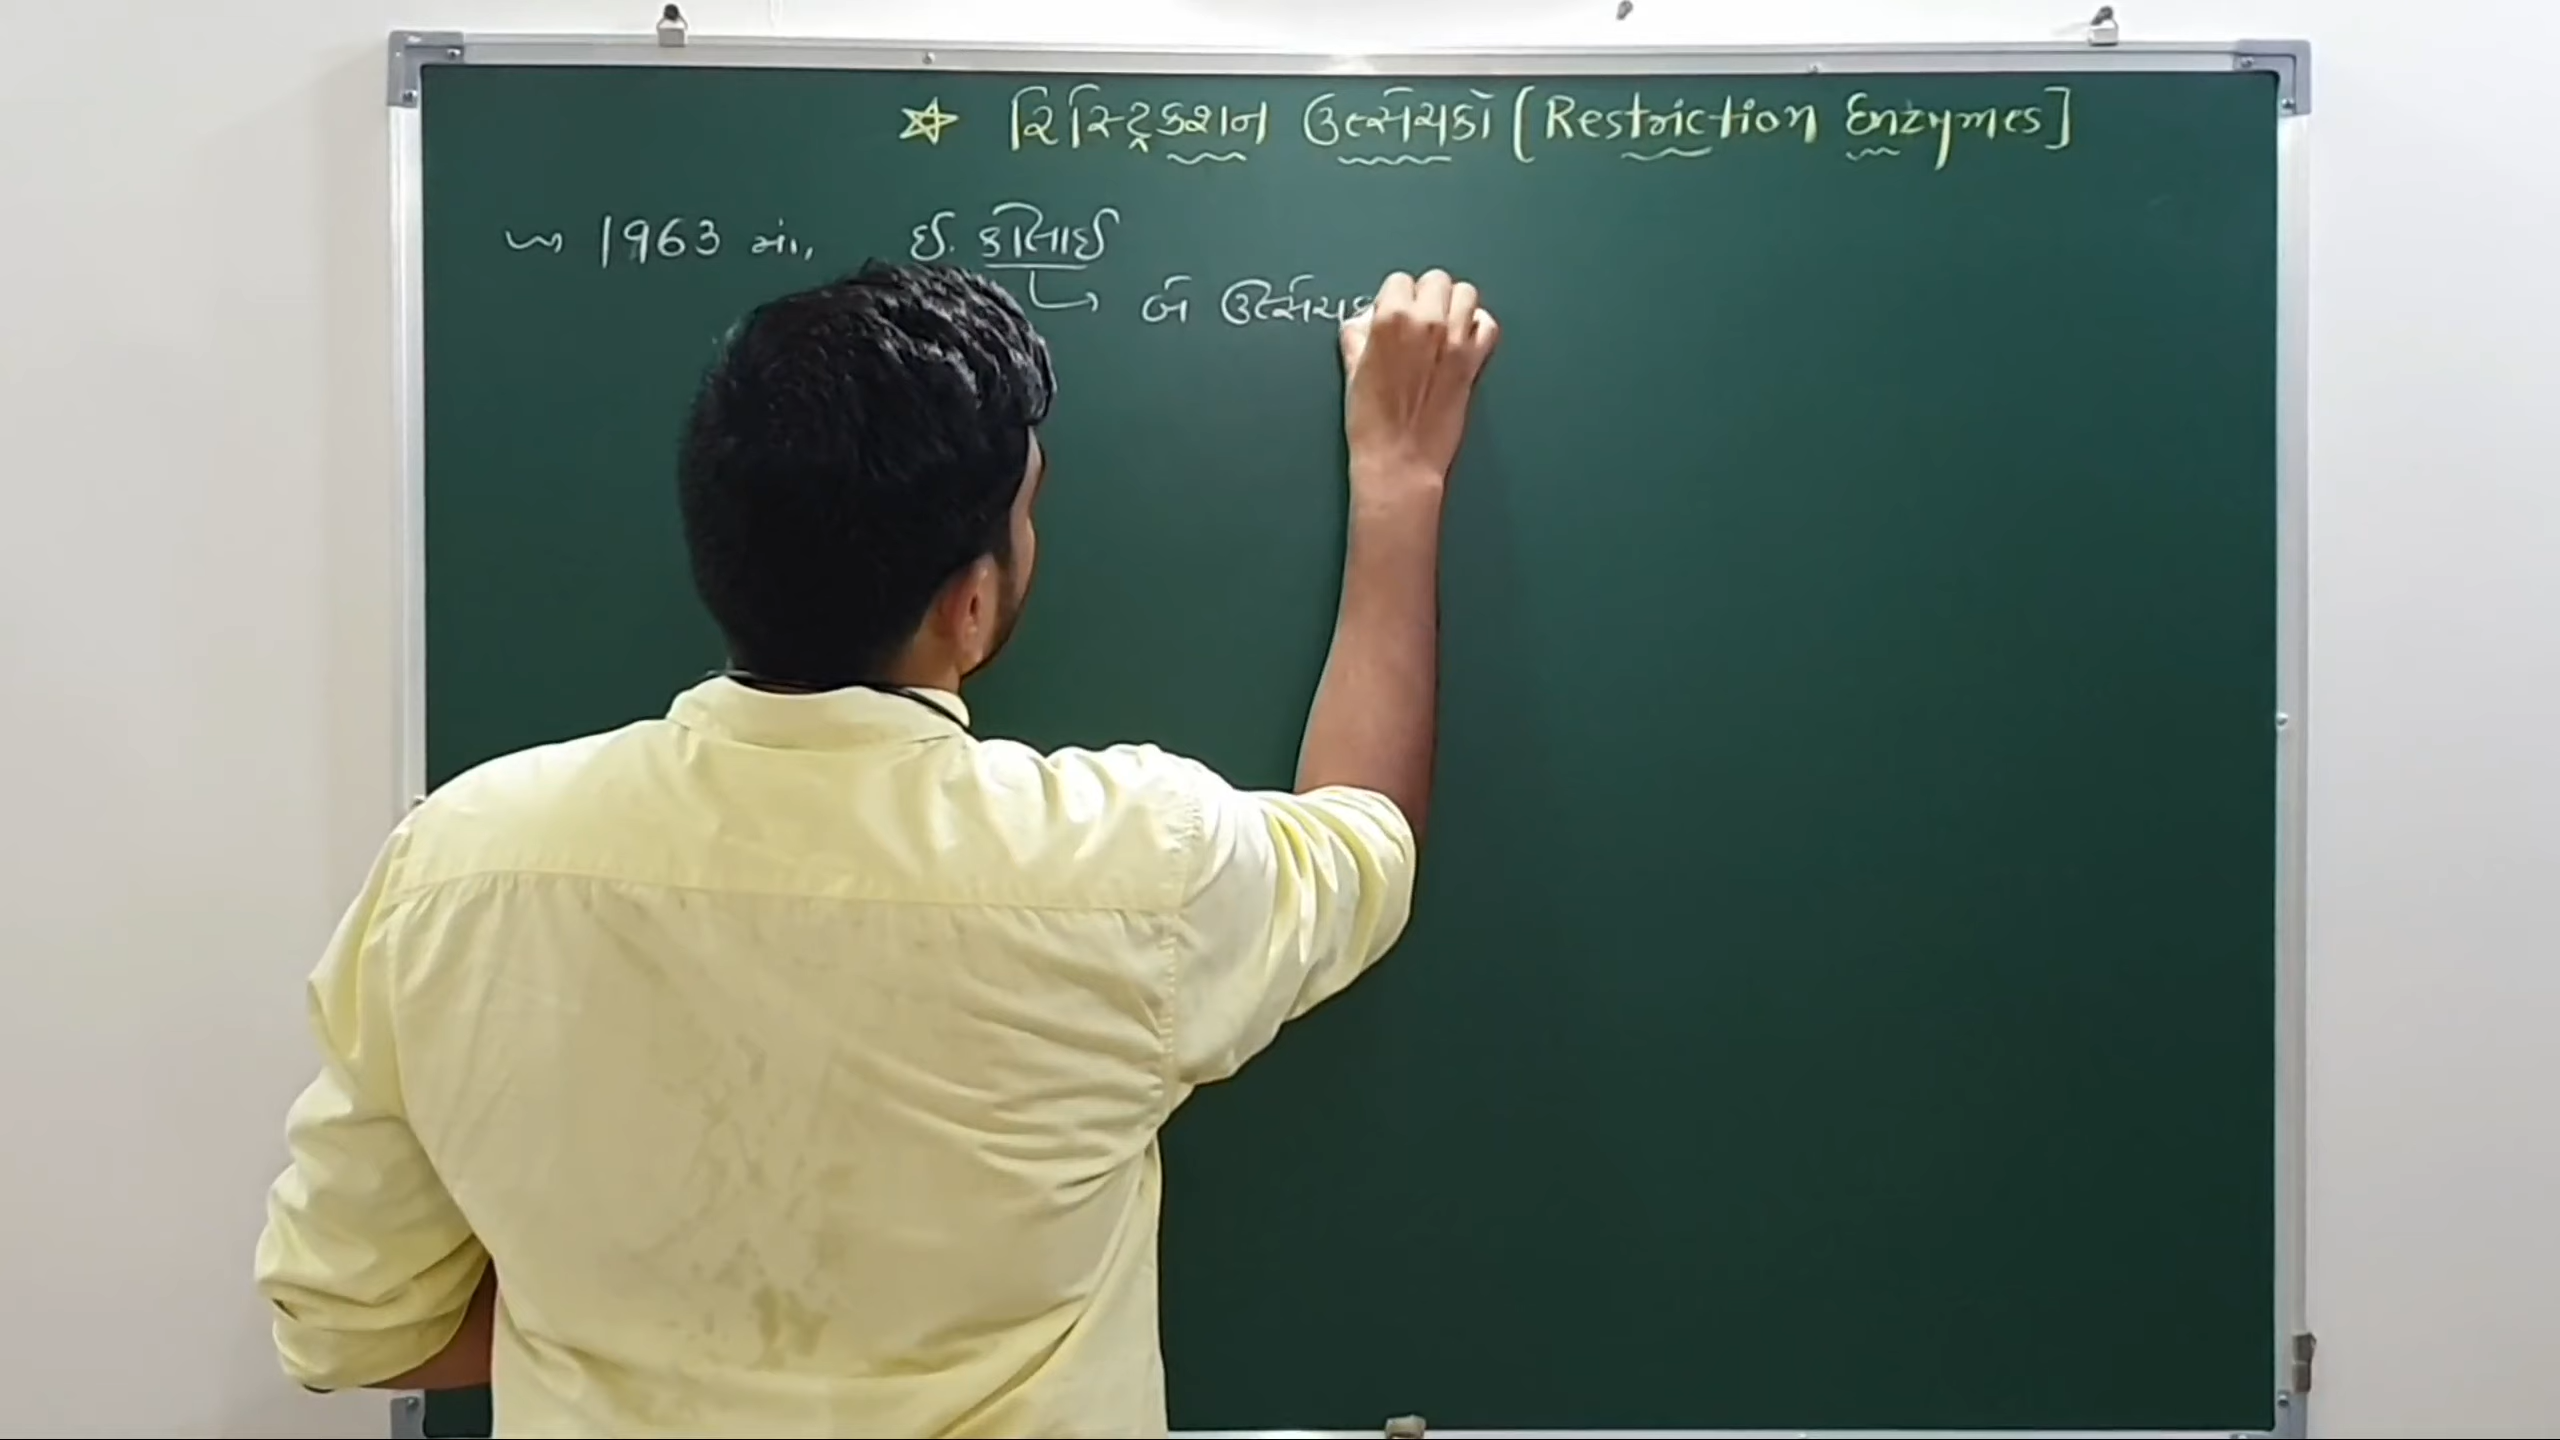 ☆ રિસ્ટ્રિક્શન ઉત્સેચકો [Restriction Enzymes]
1963 માં, ઈ. કોલાઈ
↳ બે ઉત્સેચક